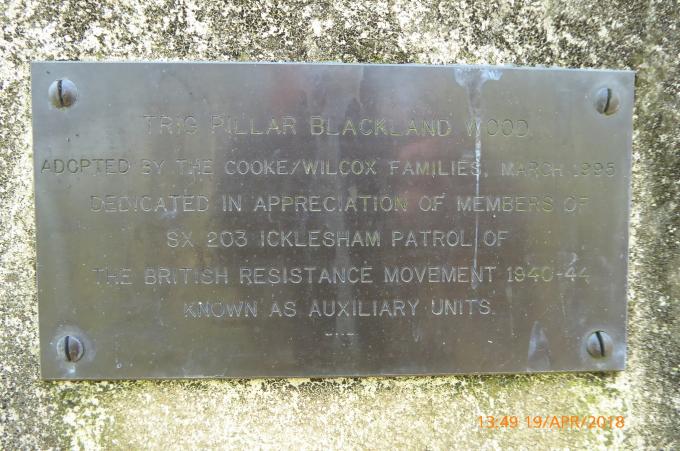 TRIG PILLAR BLACKLAND WOOD.
ADOPTED BY THE COOKE/WILCOX FAMILIES, MARCH 1995
DEDICATED IN APPRECIATION OF MEMBERS OF
SX 203 ICKLESHAM PATROL OF
THE BRITISH RESISTANCE MOVEMENT 1940-44
KNOWN AS AUXILIARY UNITS.
13:49 19/APR/2018